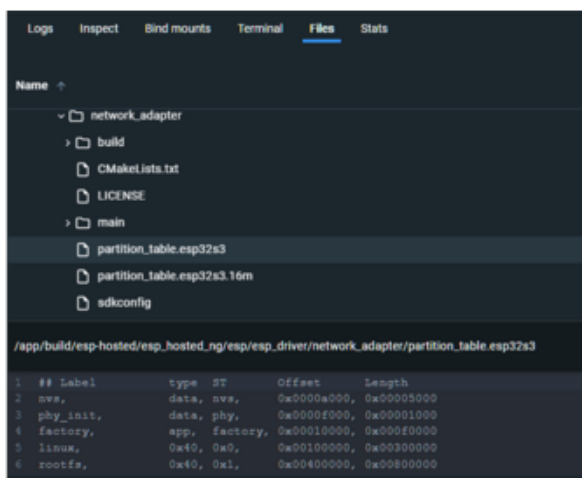 Logs Inspect Bind mounts Terminal Files Stats
Name ↑
network_adapter
build
CMakeLists.txt
LICENSE
main
partition_table.esp32s3
partition_table.esp32s3.16m
sdkconfig
/app/build/esp-hosted/esp_hosted_ng/esp/esp_driver/network_adapter/partition_table.esp32s3
1 ## Label type ST Offset Length
2 nvs, data, nvs, 0x0000a000, 0x00005000
3 phy_init, data, phy, 0x0000f000, 0x00001000
4 factory, app, factory, 0x00010000, 0x000f0000
5 linux, 0x40, 0x0, 0x00100000, 0x00300000
6 rootfs, 0x40, 0x1, 0x00400000, 0x00800000